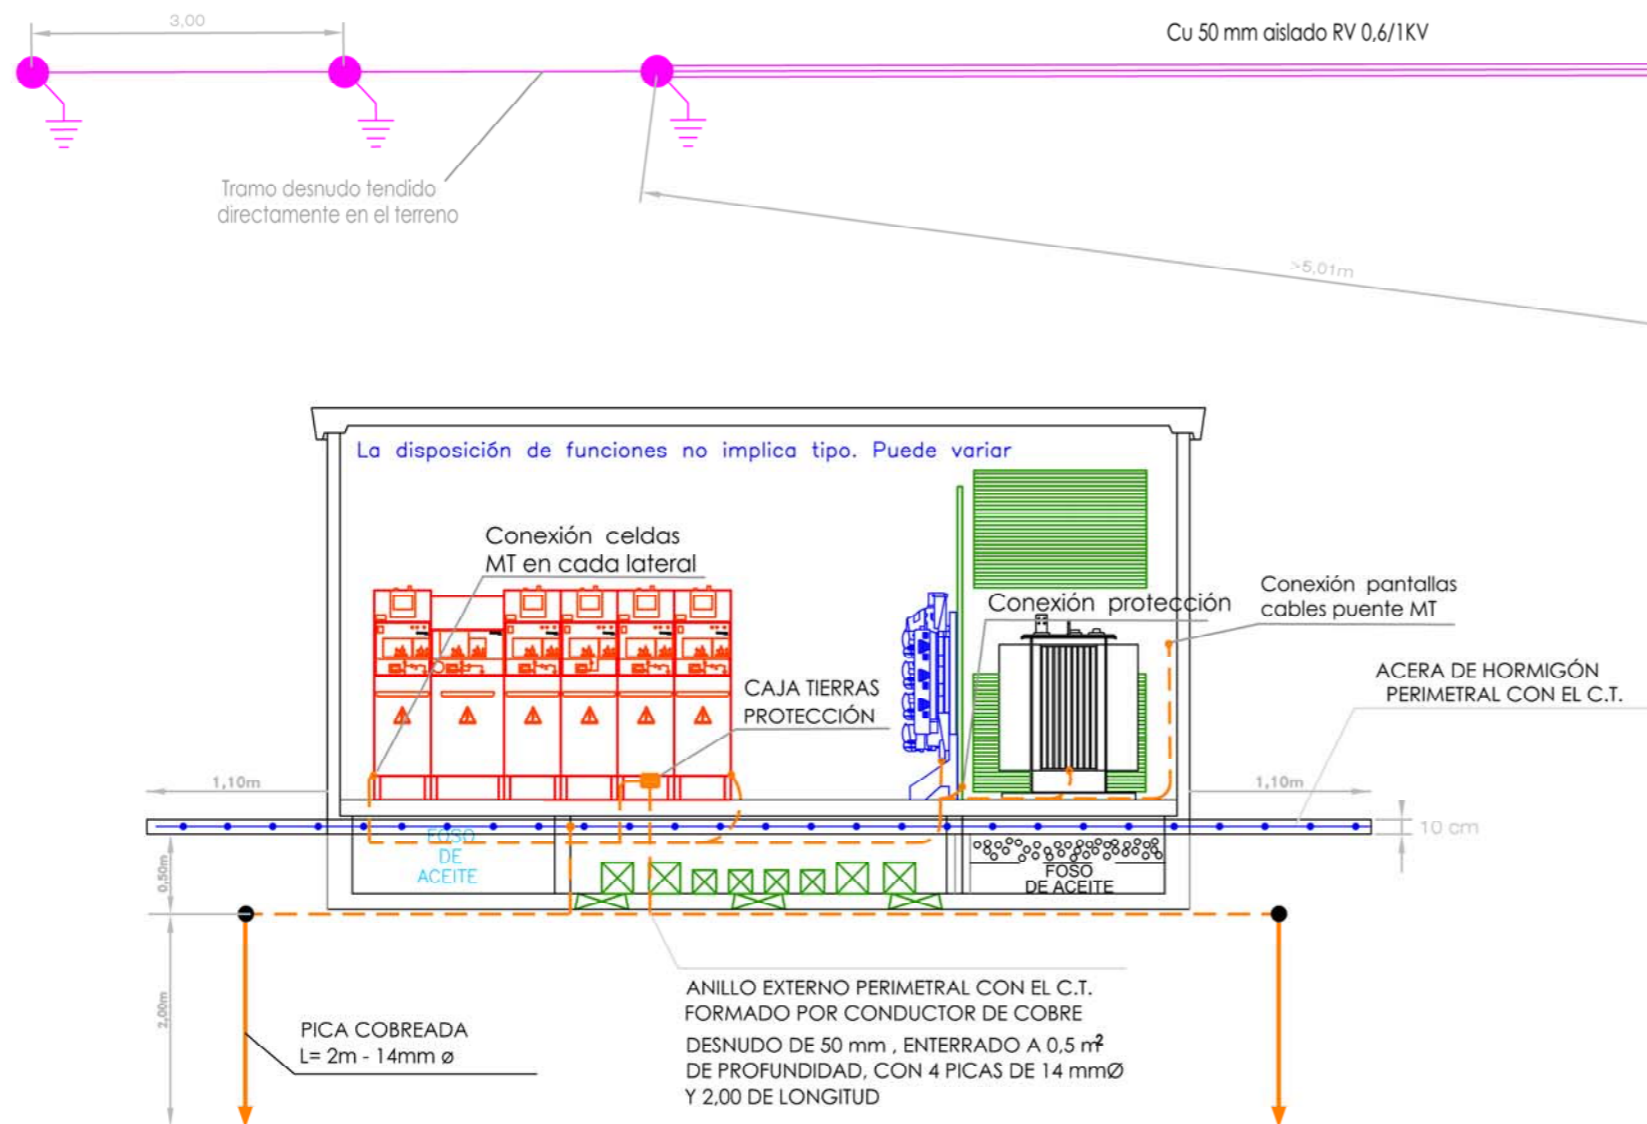 3,00
Cu 50 mm aislado RV 0,6/1KV
Tramo desnudo tendido
directamente en el terreno
>5,01m
La disposición de funciones no implica tipo. Puede variar
Conexión celdas
MT en cada lateral
Conexión protección
Conexión pantallas
cables puente MT
CAJA TIERRAS
PROTECCIÓN
ACERA DE HORMIGÓN
PERIMETRAL CON EL C.T.
1,10m
1,10m
10 cm
FOSO
DE
ACEITE
FOSO
DE ACEITE
0,50m
2,00m
PICA COBREADA
L= 2m - 14mm ø
ANILLO EXTERNO PERIMETRAL CON EL C.T.
FORMADO POR CONDUCTOR DE COBRE
DESNUDO DE 50 mm , ENTERRADO A 0,5 m²
DE PROFUNDIDAD, CON 4 PICAS DE 14 mmØ
Y 2,00 DE LONGITUD